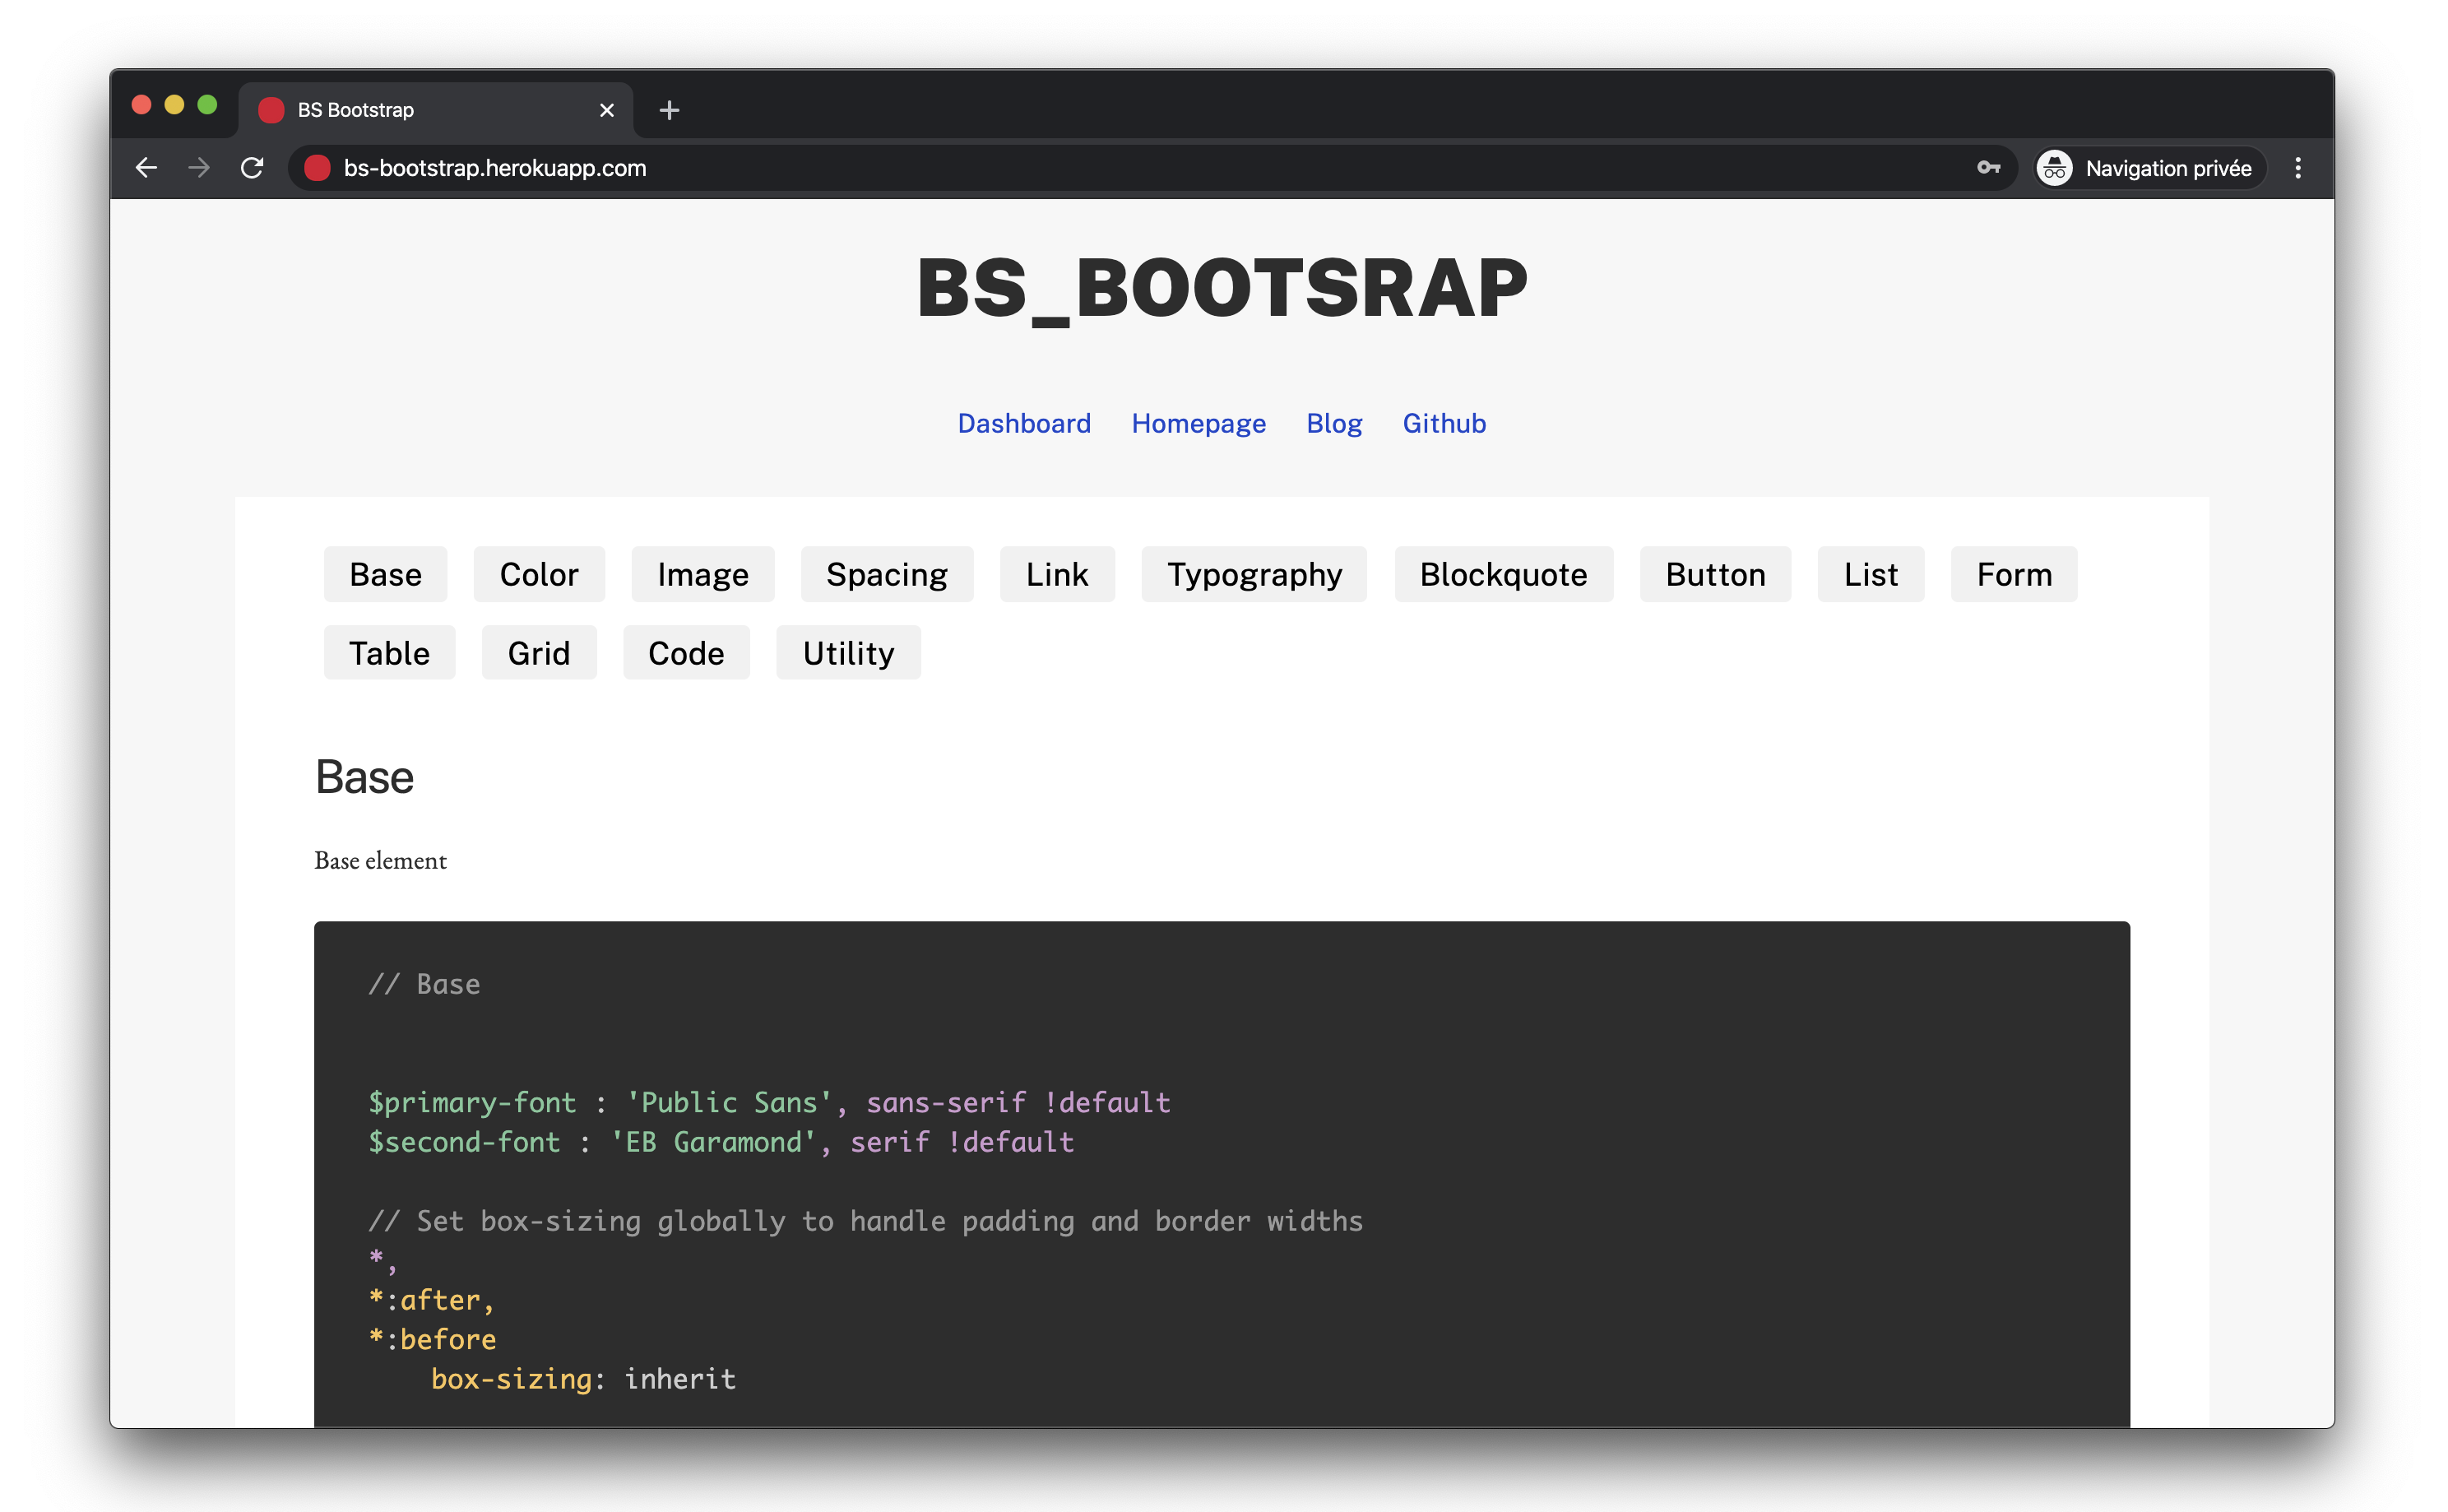 BS Bootstrap
bs-bootstrap.herokuapp.com
Navigation privée
BS_BOOTSRAP
Dashboard Homepage Blog Github
Base Color Image Spacing Link Typography Blockquote Button List Form
Table Grid Code Utility
Base
Base element
// Base
$primary-font : 'Public Sans', sans-serif !default
$second-font : 'EB Garamond', serif !default
// Set box-sizing globally to handle padding and border widths
*,
*:after,
*:before
box-sizing: inherit